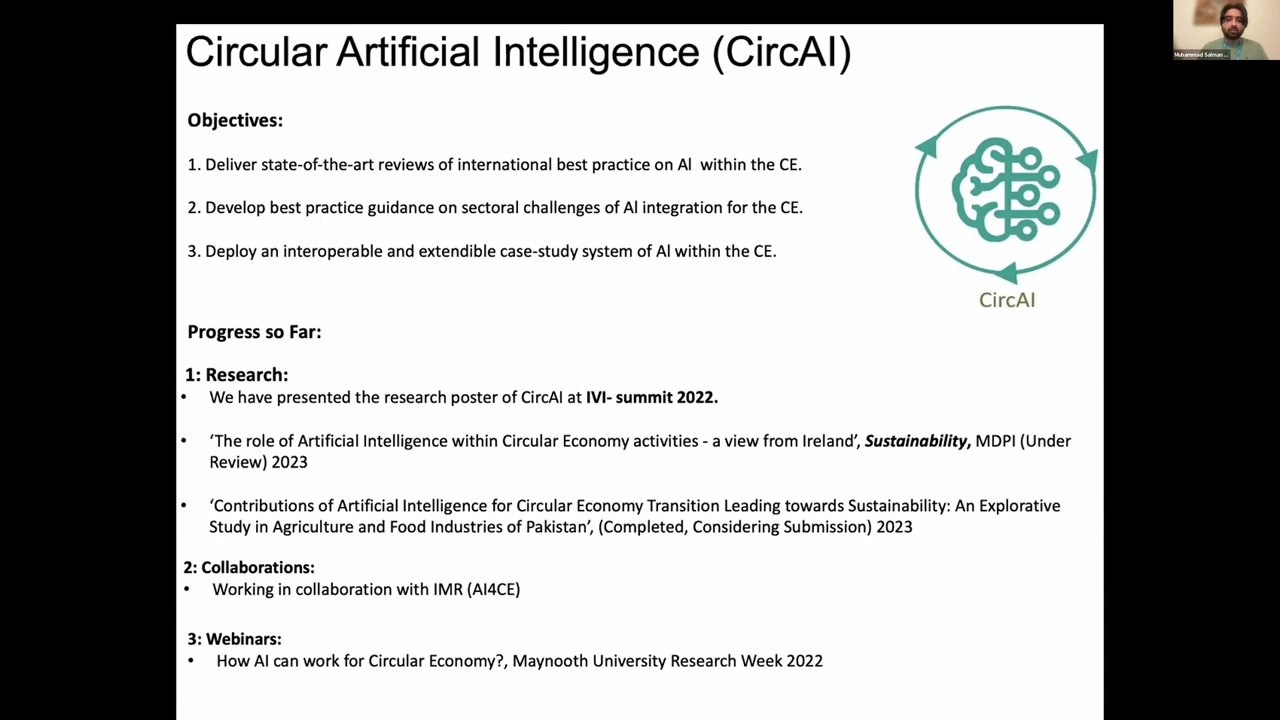 Circular Artificial Intelligence (CircAI)
Muhammad Salman ...
Objectives:
1. Deliver state-of-the-art reviews of international best practice on AI within the CE.
2. Develop best practice guidance on sectoral challenges of AI integration for the CE.
3. Deploy an interoperable and extendible case-study system of AI within the CE.
CircAI
Progress so Far:
1: Research:
• We have presented the research poster of CircAI at IVI- summit 2022.
• ‘The role of Artificial Intelligence within Circular Economy activities - a view from Ireland’, Sustainability, MDPI (Under
Review) 2023
• ‘Contributions of Artificial Intelligence for Circular Economy Transition Leading towards Sustainability: An Explorative
Study in Agriculture and Food Industries of Pakistan’, (Completed, Considering Submission) 2023
2: Collaborations:
• Working in collaboration with IMR (AI4CE)
3: Webinars:
• How AI can work for Circular Economy?, Maynooth University Research Week 2022